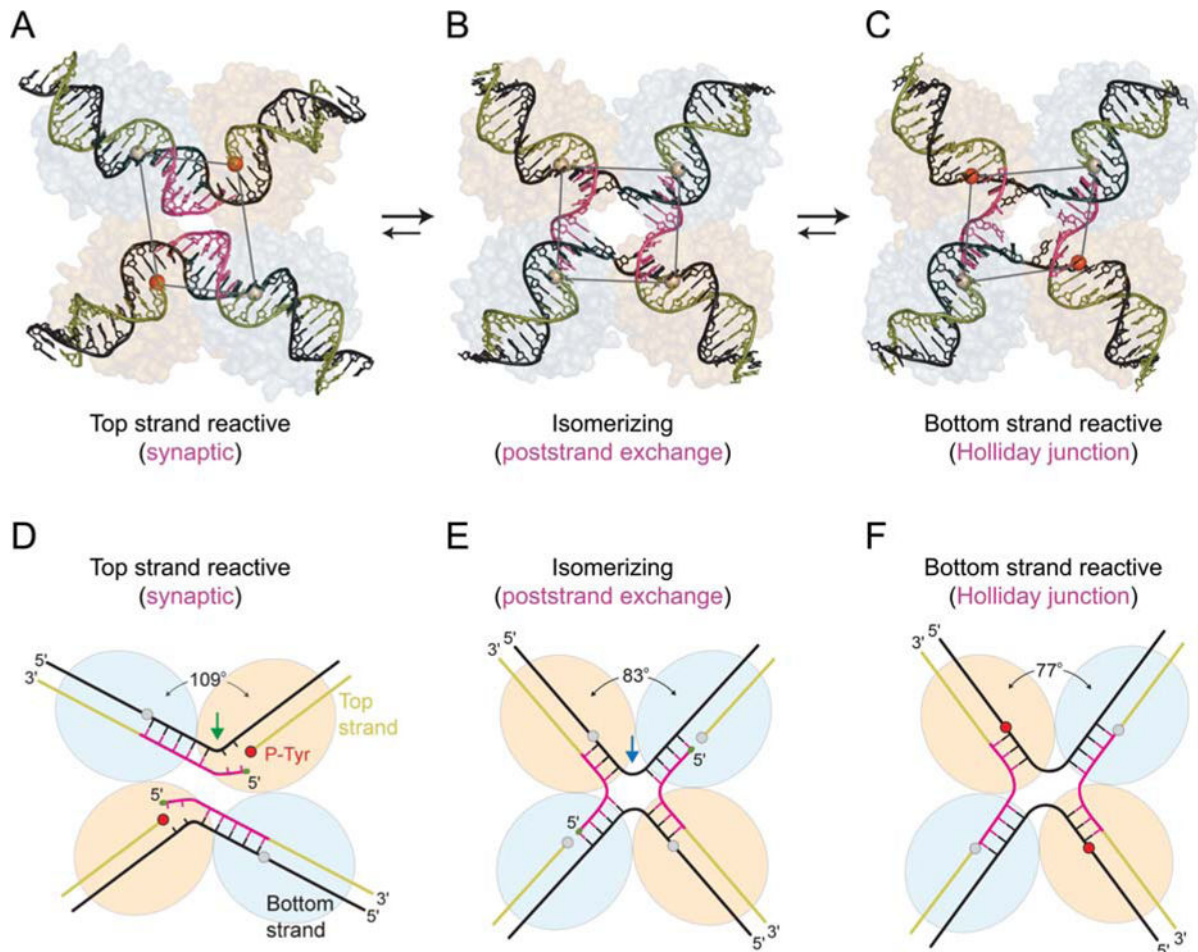 A
B
C
Top strand reactive
(synaptic)
Isomerizing
(poststrand exchange)
Bottom strand reactive
(Holliday junction)
D
E
F
Top strand reactive
(synaptic)
Isomerizing
(poststrand exchange)
Bottom strand reactive
(Holliday junction)
5'
3'
109°
Top
strand
P-Tyr
5'
5'
Bottom
strand
3'
5'
5'
3'
83°
5'
5'
3'
5'
5'
3'
77°
3'
5'